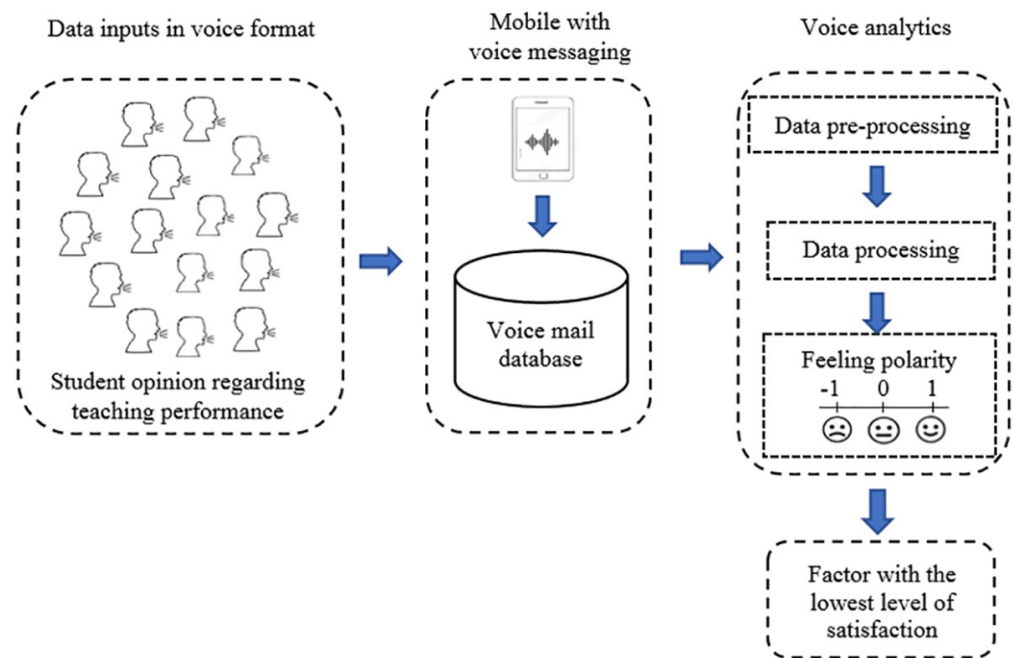 Data inputs in voice format
Student opinion regarding
teaching performance
Mobile with
voice messaging
Voice mail
database
Voice analytics
Data pre-processing
Data processing
Feeling polarity
-1 0 1
Factor with the
lowest level of
satisfaction